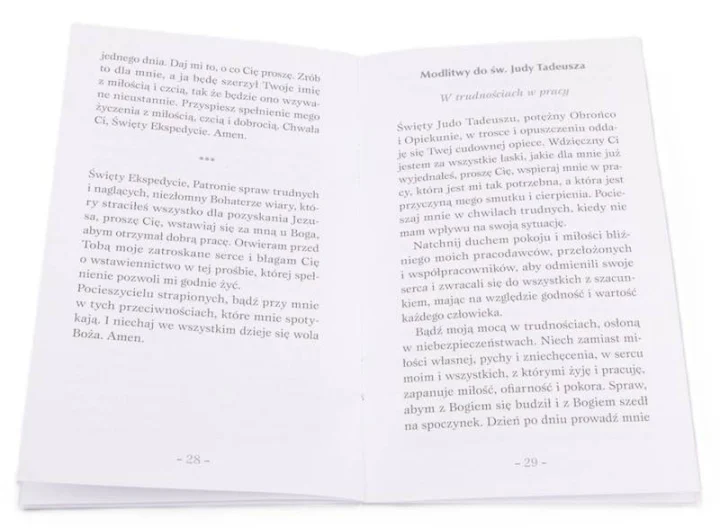 jednego dnia. Daj mi to, o co Cię proszę. Zrób
to dla mnie, a ja będę szerzył Twoje imię
z miłością i czcią, tak że będzie ono wzywa-
ne nieustannie. Przyspiesz spełnienie mego
życzenia z miłością, czcią i dobrocią. Chwała
Ci, Święty Ekspedycie. Amen.
***
Święty Ekspedycie, Patronie spraw trudnych
i naglących, niezłomny Bohaterze wiary, któ-
ry straciłeś wszystko dla pozyskania Jezu-
sa, proszę Cię, wstawiaj się za mną u Boga,
abym otrzymał dobrą pracę. Otwieram przed
Tobą moje zatroskane serce i błagam Cię
o wstawiennictwo w tej prośbie, której speł-
nienie pozwoli mi godnie żyć.
Pocieszycielu strapionych, bądź przy mnie
w tych przeciwnościach, które mnie spoty-
kają. I niechaj we wszystkim dzieje się wola
Boża. Amen.
– 28 –
Modlitwy do św. Judy Tadeusza
W trudnościach w pracy
Święty Judo Tadeuszu, potężny Obrońco
i Opiekunie, w trosce i opuszczeniu odda-
je się Twej cudownej opiece. Wdzięczny Ci
jestem za wszystkie łaski, jakie dla mnie już
wyjednałeś, proszę Cię, wspieraj mnie w pra-
cy, która jest mi tak potrzebna, a która jest
przyczyną mego smutku i cierpienia. Pocie-
szaj mnie w chwilach trudnych, kiedy nie
mam wpływu na swoją sytuację.
Natchnij duchem pokoju i miłości bliź-
niego moich pracodawców, przełożonych
i współpracowników, aby odmienili swoje
serca i zwracali się do wszystkich z szacun-
kiem, mając na względzie godność i wartość
każdego człowieka.
Bądź moją mocą w trudnościach, osłoną
w niebezpieczeństwach. Niech zamiast mi-
łości własnej, pychy i zniechęcenia, w sercu
moim i wszystkich, z którymi żyję i pracuję,
zapanuje miłość, ofiarność i pokora. Spraw,
abym z Bogiem się budził i z Bogiem szedł
na spoczynek. Dzień po dniu prowadź mnie
– 29 –